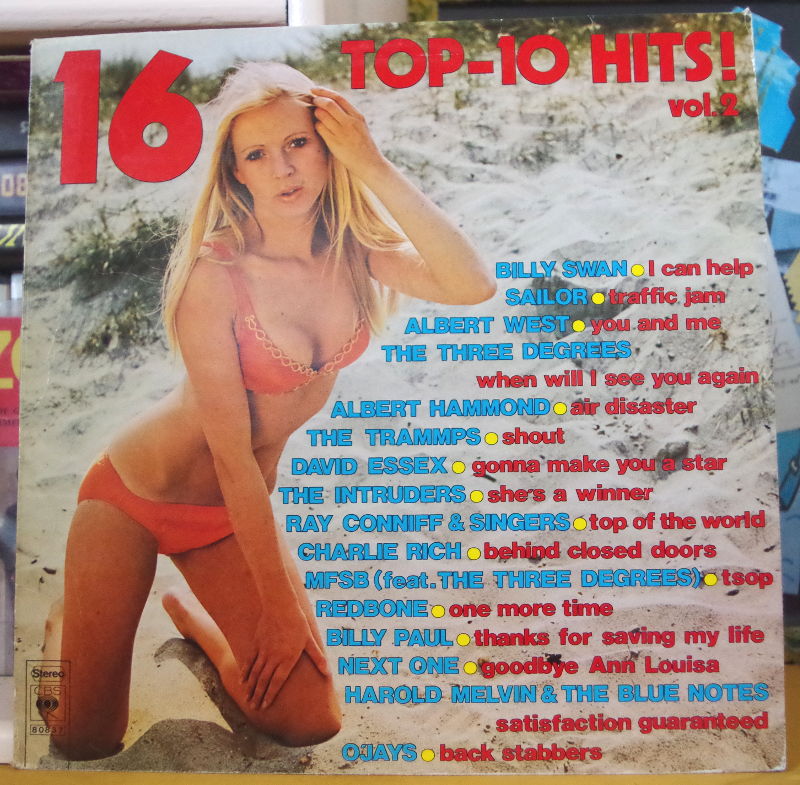 16
TOP-10 HITS!
vol.2
BILLY SWAN I can help
SAILOR traffic jam
ALBERT WEST you and me
THE THREE DEGREES
when will I see you again
ALBERT HAMMOND air disaster
THE TRAMMPS shout
DAVID ESSEX gonna make you a star
THE INTRUDERS she's a winner
RAY CONNIFF & SINGERS top of the world
CHARLIE RICH behind closed doors
MFSB (feat. THE THREE DEGREES) tsop
REDBONE one more time
BILLY PAUL thanks for saving my life
NEXT ONE goodbye Ann Louisa
HAROLD MELVIN & THE BLUE NOTES
satisfaction guaranteed
O'JAYS back stabbers
Stereo
CBS